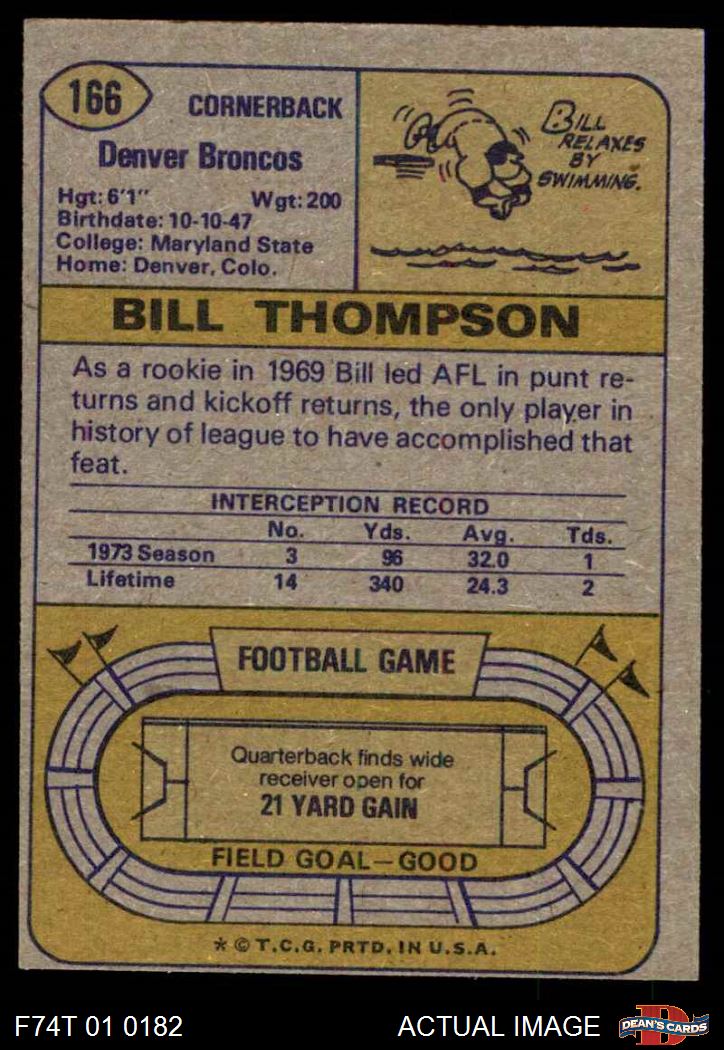 166
CORNERBACK
Denver Broncos
Hgt: 6'1" Wgt: 200
Birthdate: 10-10-47
College: Maryland State
Home: Denver, Colo.
BILL
RELAXES
BY
SWIMMING.
BILL THOMPSON
As a rookie in 1969 Bill led AFL in punt re-
turns and kickoff returns, the only player in
history of league to have accomplished that
feat.
INTERCEPTION RECORD
No. Yds. Avg. Tds.
1973 Season 3 96 32.0 1
Lifetime 14 340 24.3 2
FOOTBALL GAME
Quarterback finds wide
receiver open for
21 YARD GAIN
FIELD GOAL—GOOD
* © T.C.G. PRTD. IN U.S.A.
F74T 01 0182 ACTUAL IMAGE
D
DEAN'S CARDS